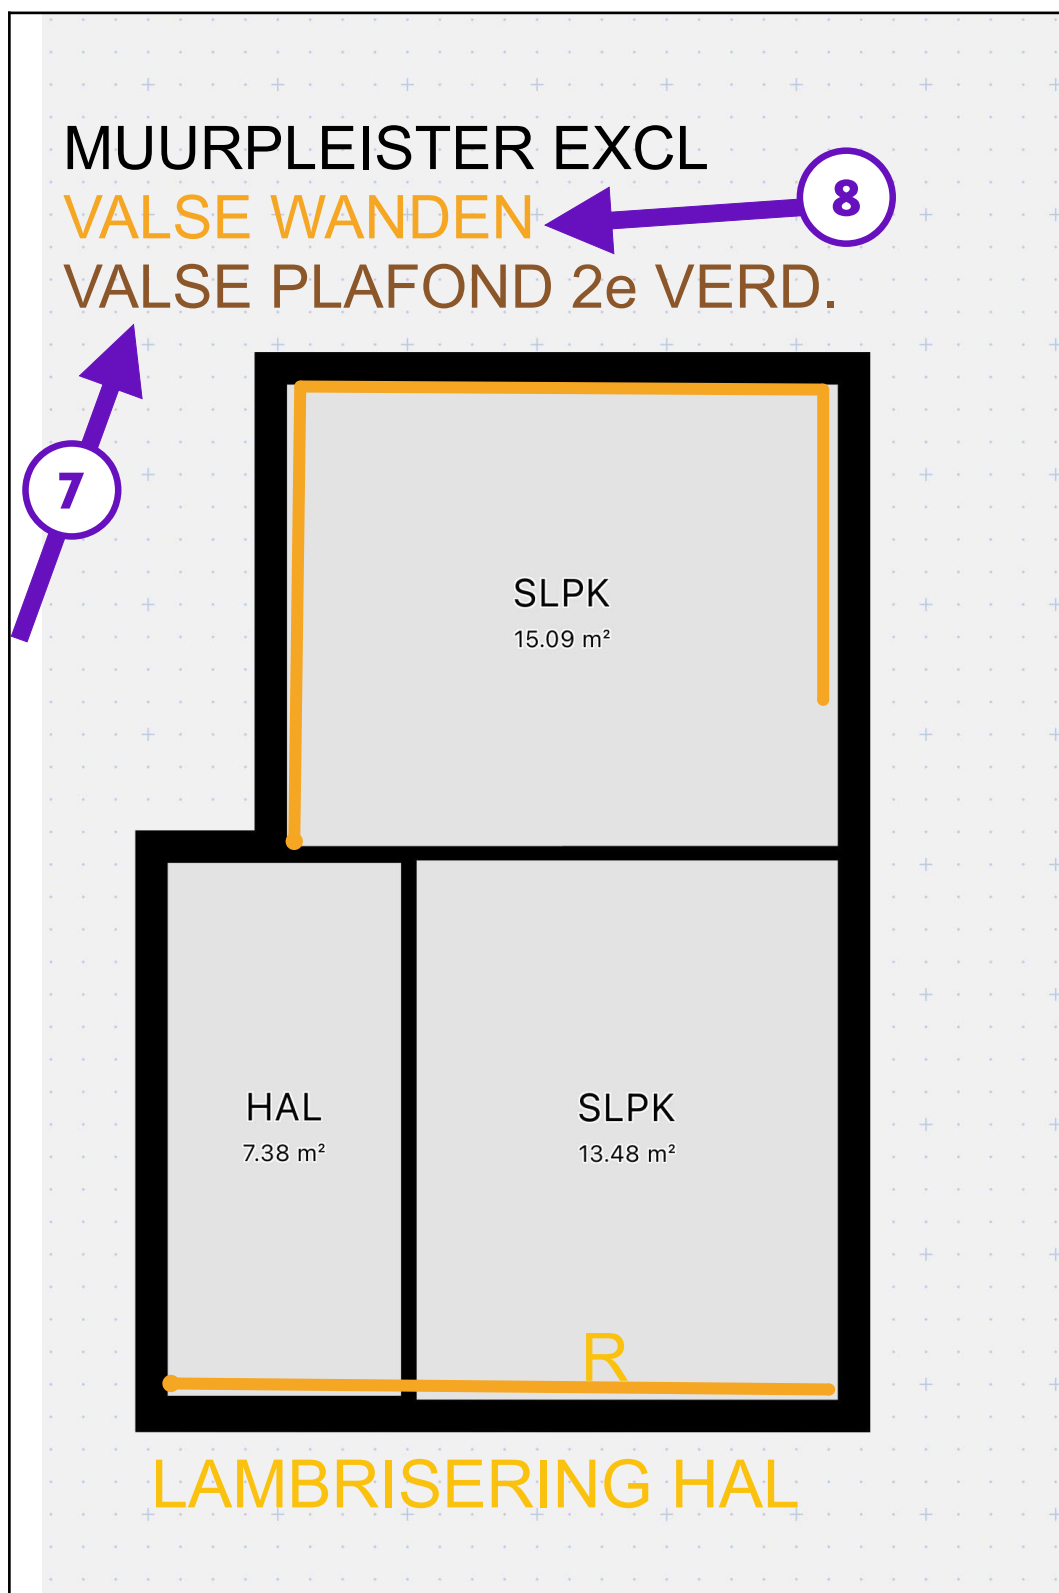 MUURPLEISTER EXCL
VALSE WANDEN
8
VALSE PLAFOND 2e VERD.
7
SLPK
15.09 m²
HAL
7.38 m²
SLPK
13.48 m²
R
LAMBRISERING HAL